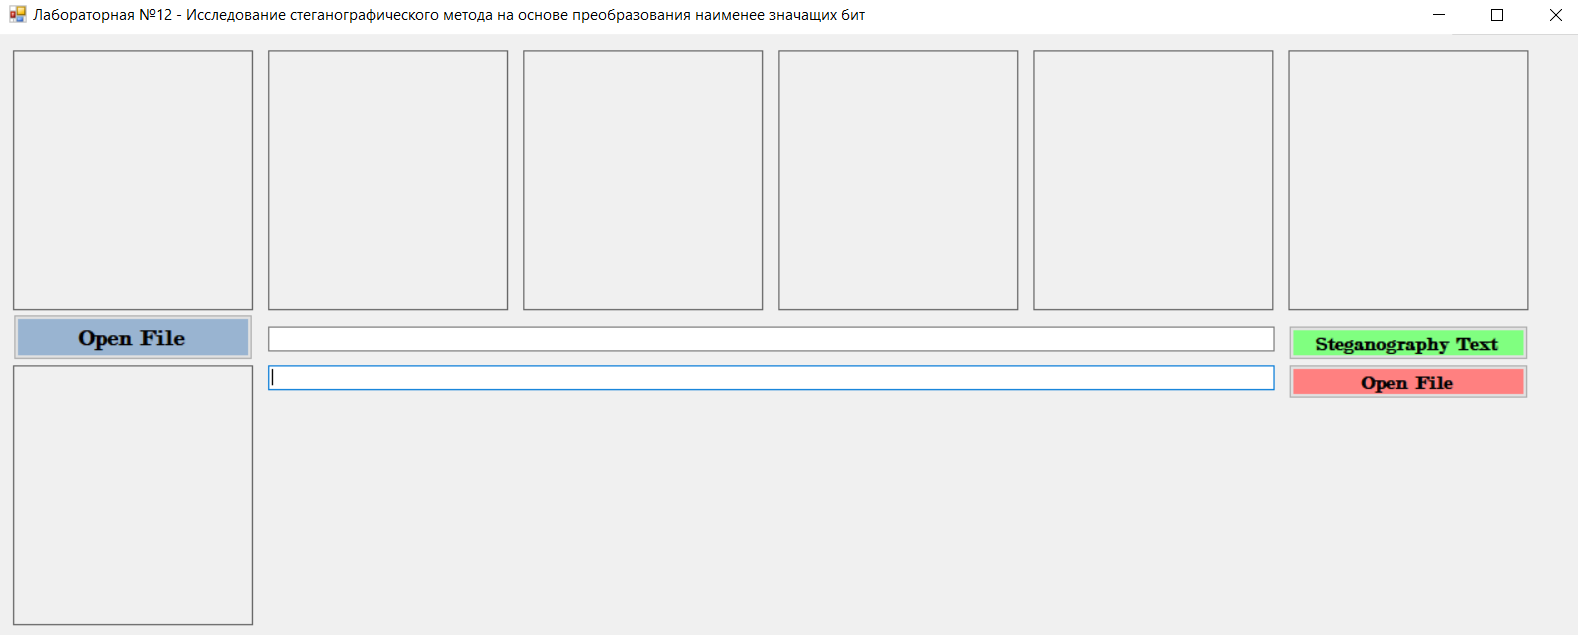 Лабораторная №12 - Исследование стеганографического метода на основе преобразования наименее значащих бит
Open File
Steganography Text
Open File